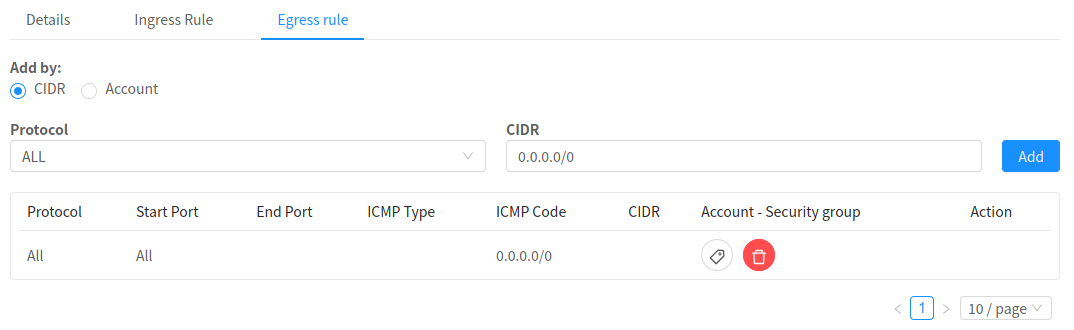 Details Ingress Rule Egress rule
Add by:
CIDR Account
Protocol CIDR
ALL 0.0.0.0/0 Add
Protocol Start Port End Port ICMP Type ICMP Code CIDR Account - Security group Action
All All 0.0.0.0/0
1 10 / page